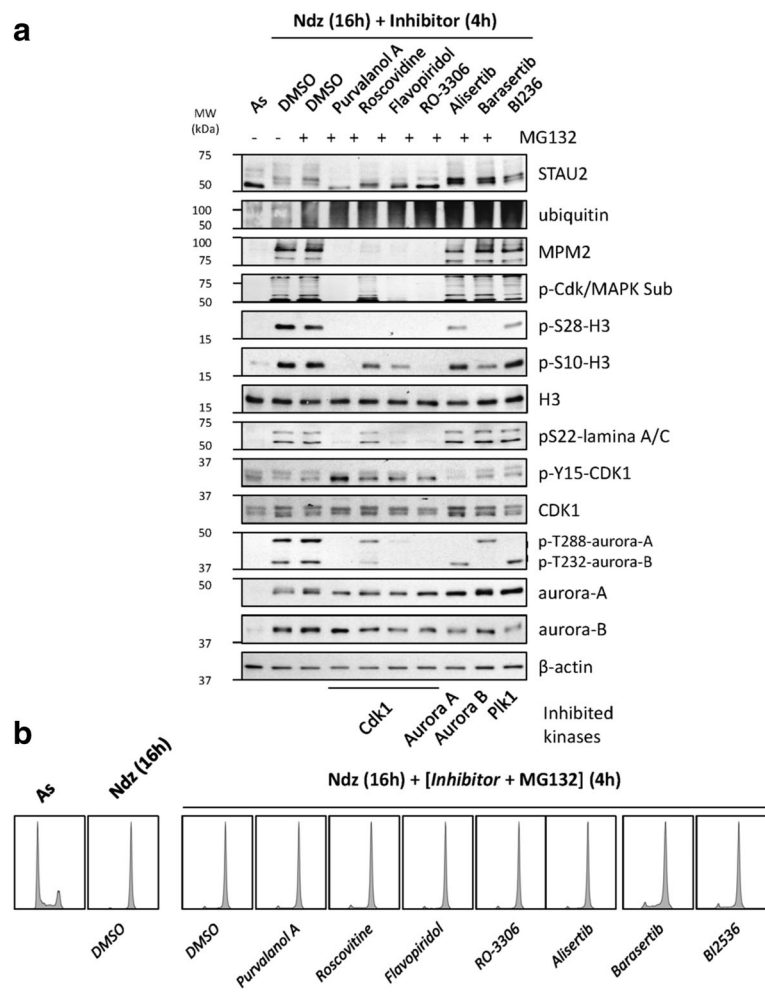 a
Ndz (16h) + Inhibitor (4h)
As DMSO DMSO Purvalanol A Roscovidine Flavopiridol RO-3306 Alisertib Barasertib BI236
MW
(kDa)
- - + + + + + + + MG132
75
50
STAU2
100
50
ubiquitin
100
75
MPM2
75
50
p-Cdk/MAPK Sub
15
p-S28-H3
15
p-S10-H3
15
H3
75
50
pS22-lamina A/C
37
p-Y15-CDK1
37
CDK1
50
37
p-T288-aurora-A
p-T232-aurora-B
50
aurora-A
37
aurora-B
37
β-actin
Cdk1 Aurora A Aurora B Plk1
Inhibited
kinases
b
As Ndz (16h)
Ndz (16h) + [Inhibitor + MG132] (4h)
DMSO DMSO Purvalanol A Roscovitine Flavopiridol RO-3306 Alisertib Barasertib BI2536